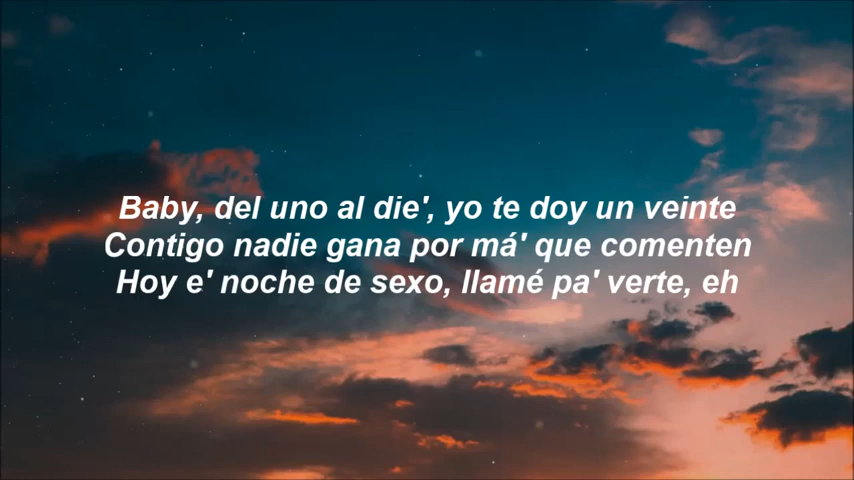 Baby, del uno al die', yo te doy un veinte
Contigo nadie gana por má' que comenten
Hoy e' noche de sexo, llamé pa' verte, eh